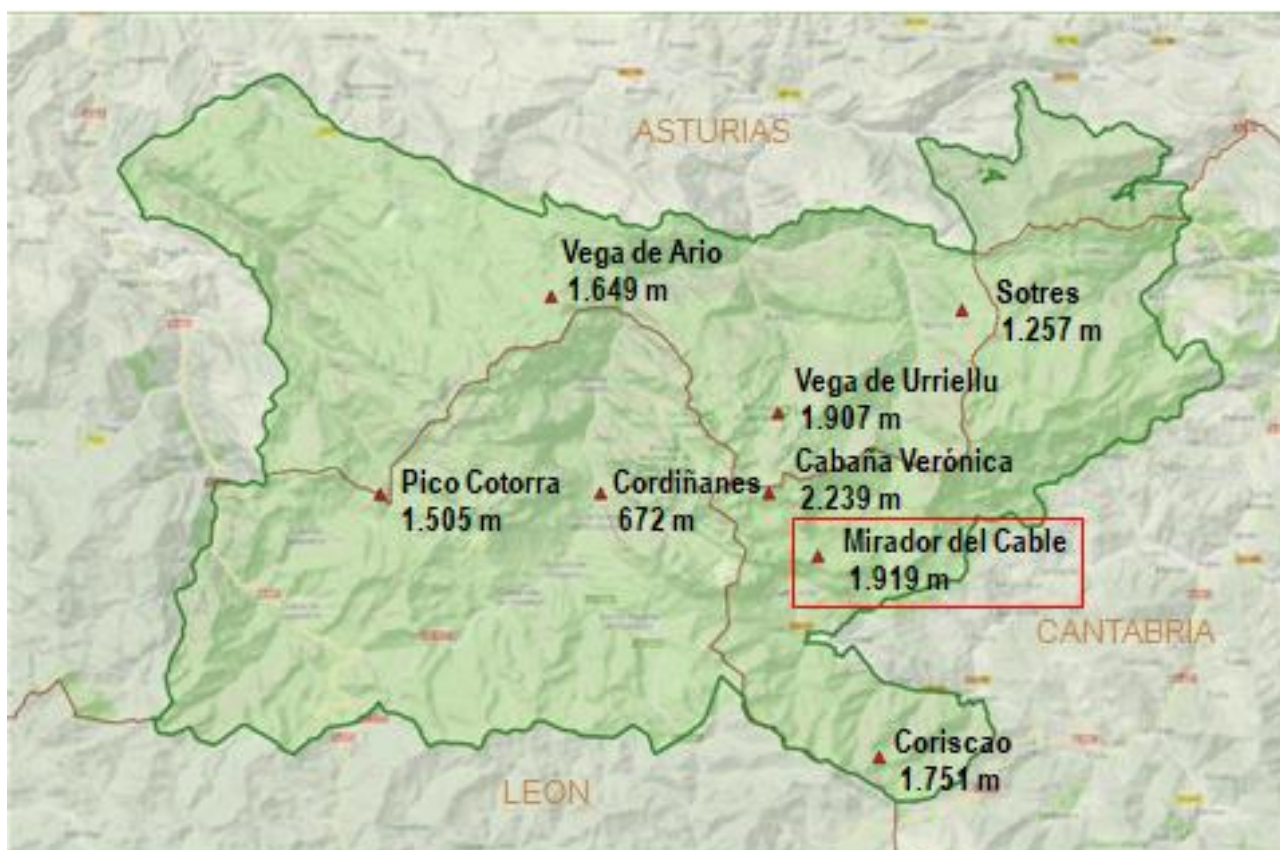 ASTURIAS
Vega de Ario
1.649 m
Sotres
1.257 m
Vega de Urriellu
1.907 m
Pico Cotorra
1.505 m
Cordiñanes
672 m
Cabaña Verónica
2.239 m
Mirador del Cable
1.919 m
CANTABRIA
Coriscao
1.751 m
LEON